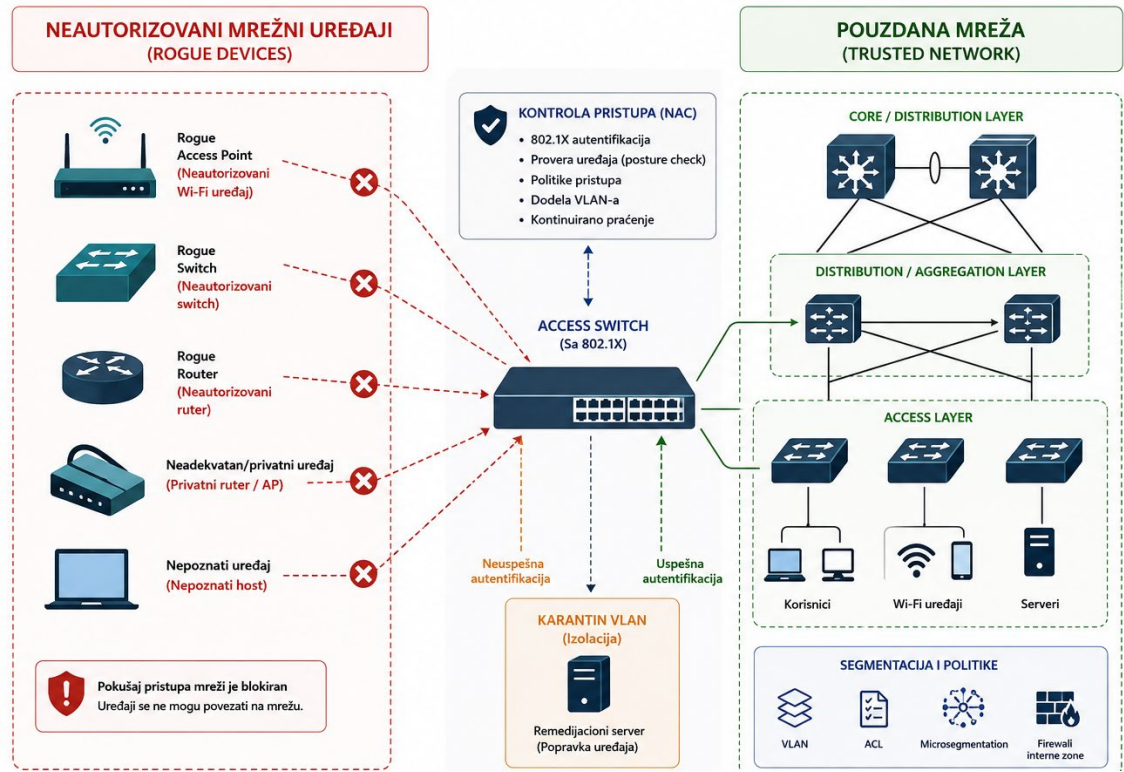 NEAUTORIZOVANI MREŽNI UREĐAJI
(ROGUE DEVICES)
Rogue
Access Point
(Neautorizovani
Wi-Fi uređaj)
Rogue
Switch
(Neautorizovani
switch)
Rogue
Router
(Neautorizovani
ruter)
Neadekvatan/privatni uređaj
(Privatni ruter / AP)
Nepoznati uređaj
(Nepoznati host)
Pokušaj pristupa mreži je blokiran
Uređaji se ne mogu povezati na mrežu.
KONTROLA PRISTUPA (NAC)
• 802.1X autentifikacija
• Provera uređaja (posture check)
• Politike pristupa
• Dodela VLAN-a
• Kontinuirano praćenje
ACCESS SWITCH
(Sa 802.1X)
Neuspešna
autentifikacija
Uspešna
autentifikacija
KARANTIN VLAN
(Izolacija)
Remedijacioni server
(Popravka uređaja)
POUZDANA MREŽA
(TRUSTED NETWORK)
CORE / DISTRIBUTION LAYER
DISTRIBUTION / AGGREGATION LAYER
ACCESS LAYER
Korisnici
Wi-Fi uređaji
Serveri
SEGMENTACIJA I POLITIKE
VLAN
ACL
Microsegmentation
Firewali
interne zone